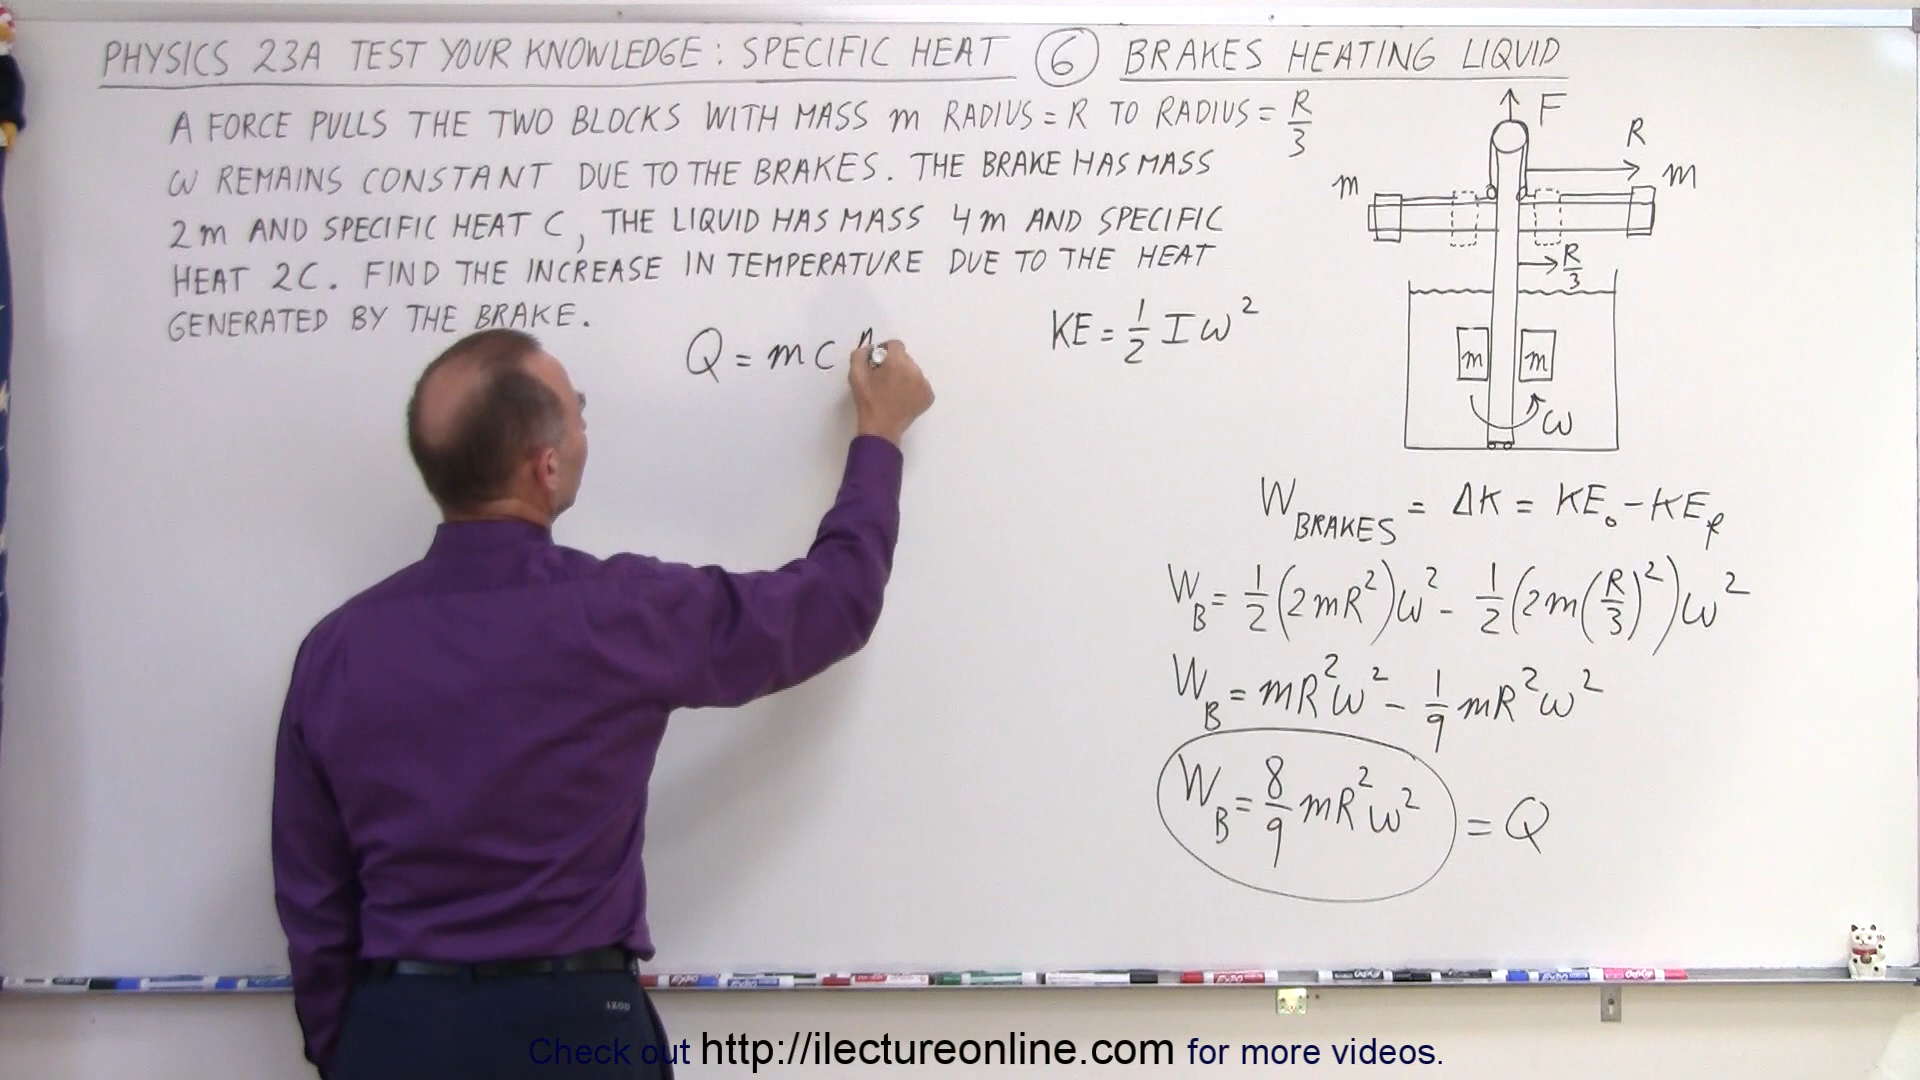 PHYSICS 23A TEST YOUR KNOWLEDGE: SPECIFIC HEAT ⑥ BRAKES HEATING LIQUID
A FORCE PULLS THE TWO BLOCKS WITH MASS m RADIUS = R TO RADIUS = R/3
ω REMAINS CONSTANT DUE TO THE BRAKES. THE BRAKE HAS MASS
2m AND SPECIFIC HEAT C, THE LIQUID HAS MASS 4m AND SPECIFIC
HEAT 2C. FIND THE INCREASE IN TEMPERATURE DUE TO THE HEAT
GENERATED BY THE BRAKE.
Q = mc
KE = 1/2 Iω²
F
R
m
m
R/3
m
m
ω
W_BRAKES = ΔK = KE₀ - KE_f
W_B = 1/2 (2mR²)ω² - 1/2 (2m(R/3)²)ω²
W_B = mR²ω² - 1/9 mR²ω²
W_B = 8/9 mR²ω² = Q
IZOD
Check out http://ilectureonline.com for more videos.